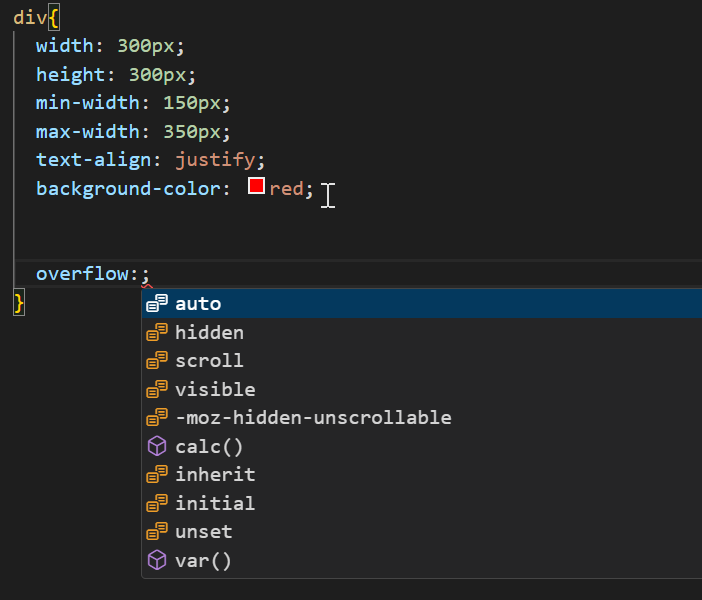 div{
width: 300px;
height: 300px;
min-width: 150px;
max-width: 350px;
text-align: justify;
background-color: red;
overflow:;
}
auto
hidden
scroll
visible
-moz-hidden-unscrollable
calc()
inherit
initial
unset
var()